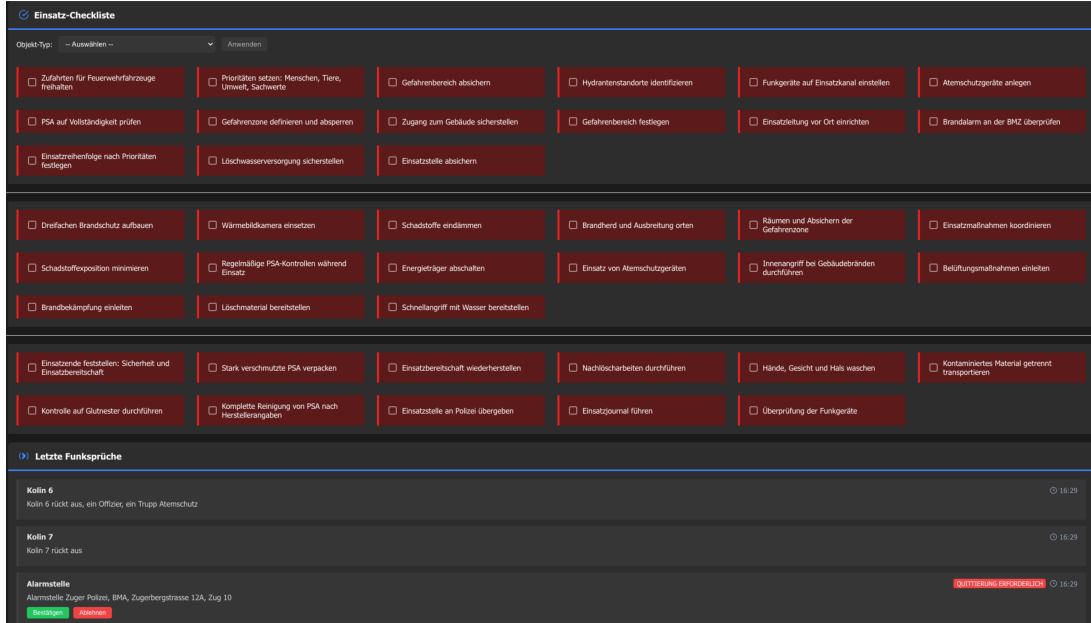 Einsatz-Checkliste
Objekt-Typ: -- Auswählen -- Anwenden
Zufahrten für Feuerwehrfahrzeuge
freihalten
Prioritäten setzen: Menschen, Tiere,
Umwelt, Sachwerte
Gefahrenbereich absichern
Hydrantenstandorte identifizieren
Funkgeräte auf Einsatzkanal einstellen
Atemschutzgeräte anlegen
PSA auf Vollständigkeit prüfen
Gefahrenzone definieren und absperren
Zugang zum Gebäude sicherstellen
Gefahrenbereich festlegen
Einsatzleitung vor Ort einrichten
Brandalarm an der BMZ überprüfen
Einsatzreihenfolge nach Prioritäten
festlegen
Löschwasserversorgung sicherstellen
Einsatzstelle absichern
Dreifachen Brandschutz aufbauen
Wärmebildkamera einsetzen
Schadstoffe eindämmen
Brandherd und Ausbreitung orten
Räumen und Absichern der
Gefahrenzone
Einsatzmaßnahmen koordinieren
Schadstoffexposition minimieren
Regelmäßige PSA-Kontrollen während
Einsatz
Energieträger abschalten
Einsatz von Atemschutzgeräten
Innenangriff bei Gebäudebränden
durchführen
Belüftungsmaßnahmen einleiten
Brandbekämpfung einleiten
Löschmaterial bereitstellen
Schnellangriff mit Wasser bereitstellen
Einsatzende feststellen: Sicherheit und
Einsatzbereitschaft
Stark verschmutzte PSA verpacken
Einsatzbereitschaft wiederherstellen
Nachlöscharbeiten durchführen
Hände, Gesicht und Hals waschen
Kontaminiertes Material getrennt
transportieren
Kontrolle auf Glutnester durchführen
Komplette Reinigung von PSA nach
Herstellerangaben
Einsatzstelle an Polizei übergeben
Einsatzjournal führen
Überprüfung der Funkgeräte
Letzte Funksprüche
Kolin 6 16:29
Kolin 6 rückt aus, ein Offizier, ein Trupp Atemschutz
Kolin 7 16:29
Kolin 7 rückt aus
Alarmstelle QUITTIERUNG ERFORDERLICH 16:29
Alarmstelle Zuger Polizei, BMA, Zugerbergstrasse 12A, Zug 10
Bestätigen Ablehnen